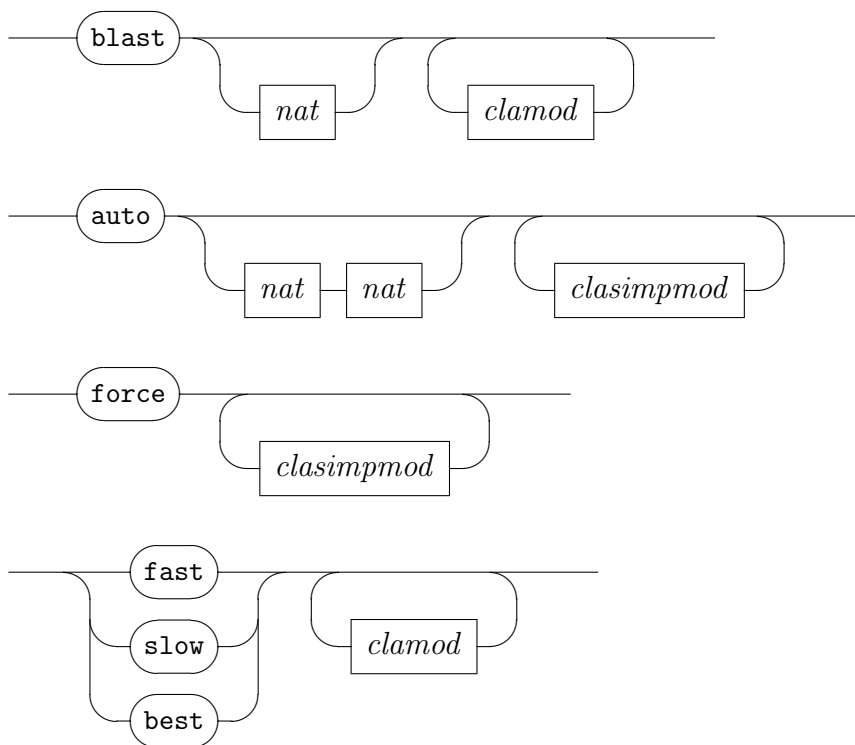 blast
nat
clamod
auto
nat nat
clasimpmod
force
clasimpmod
fast
slow
clamod
best